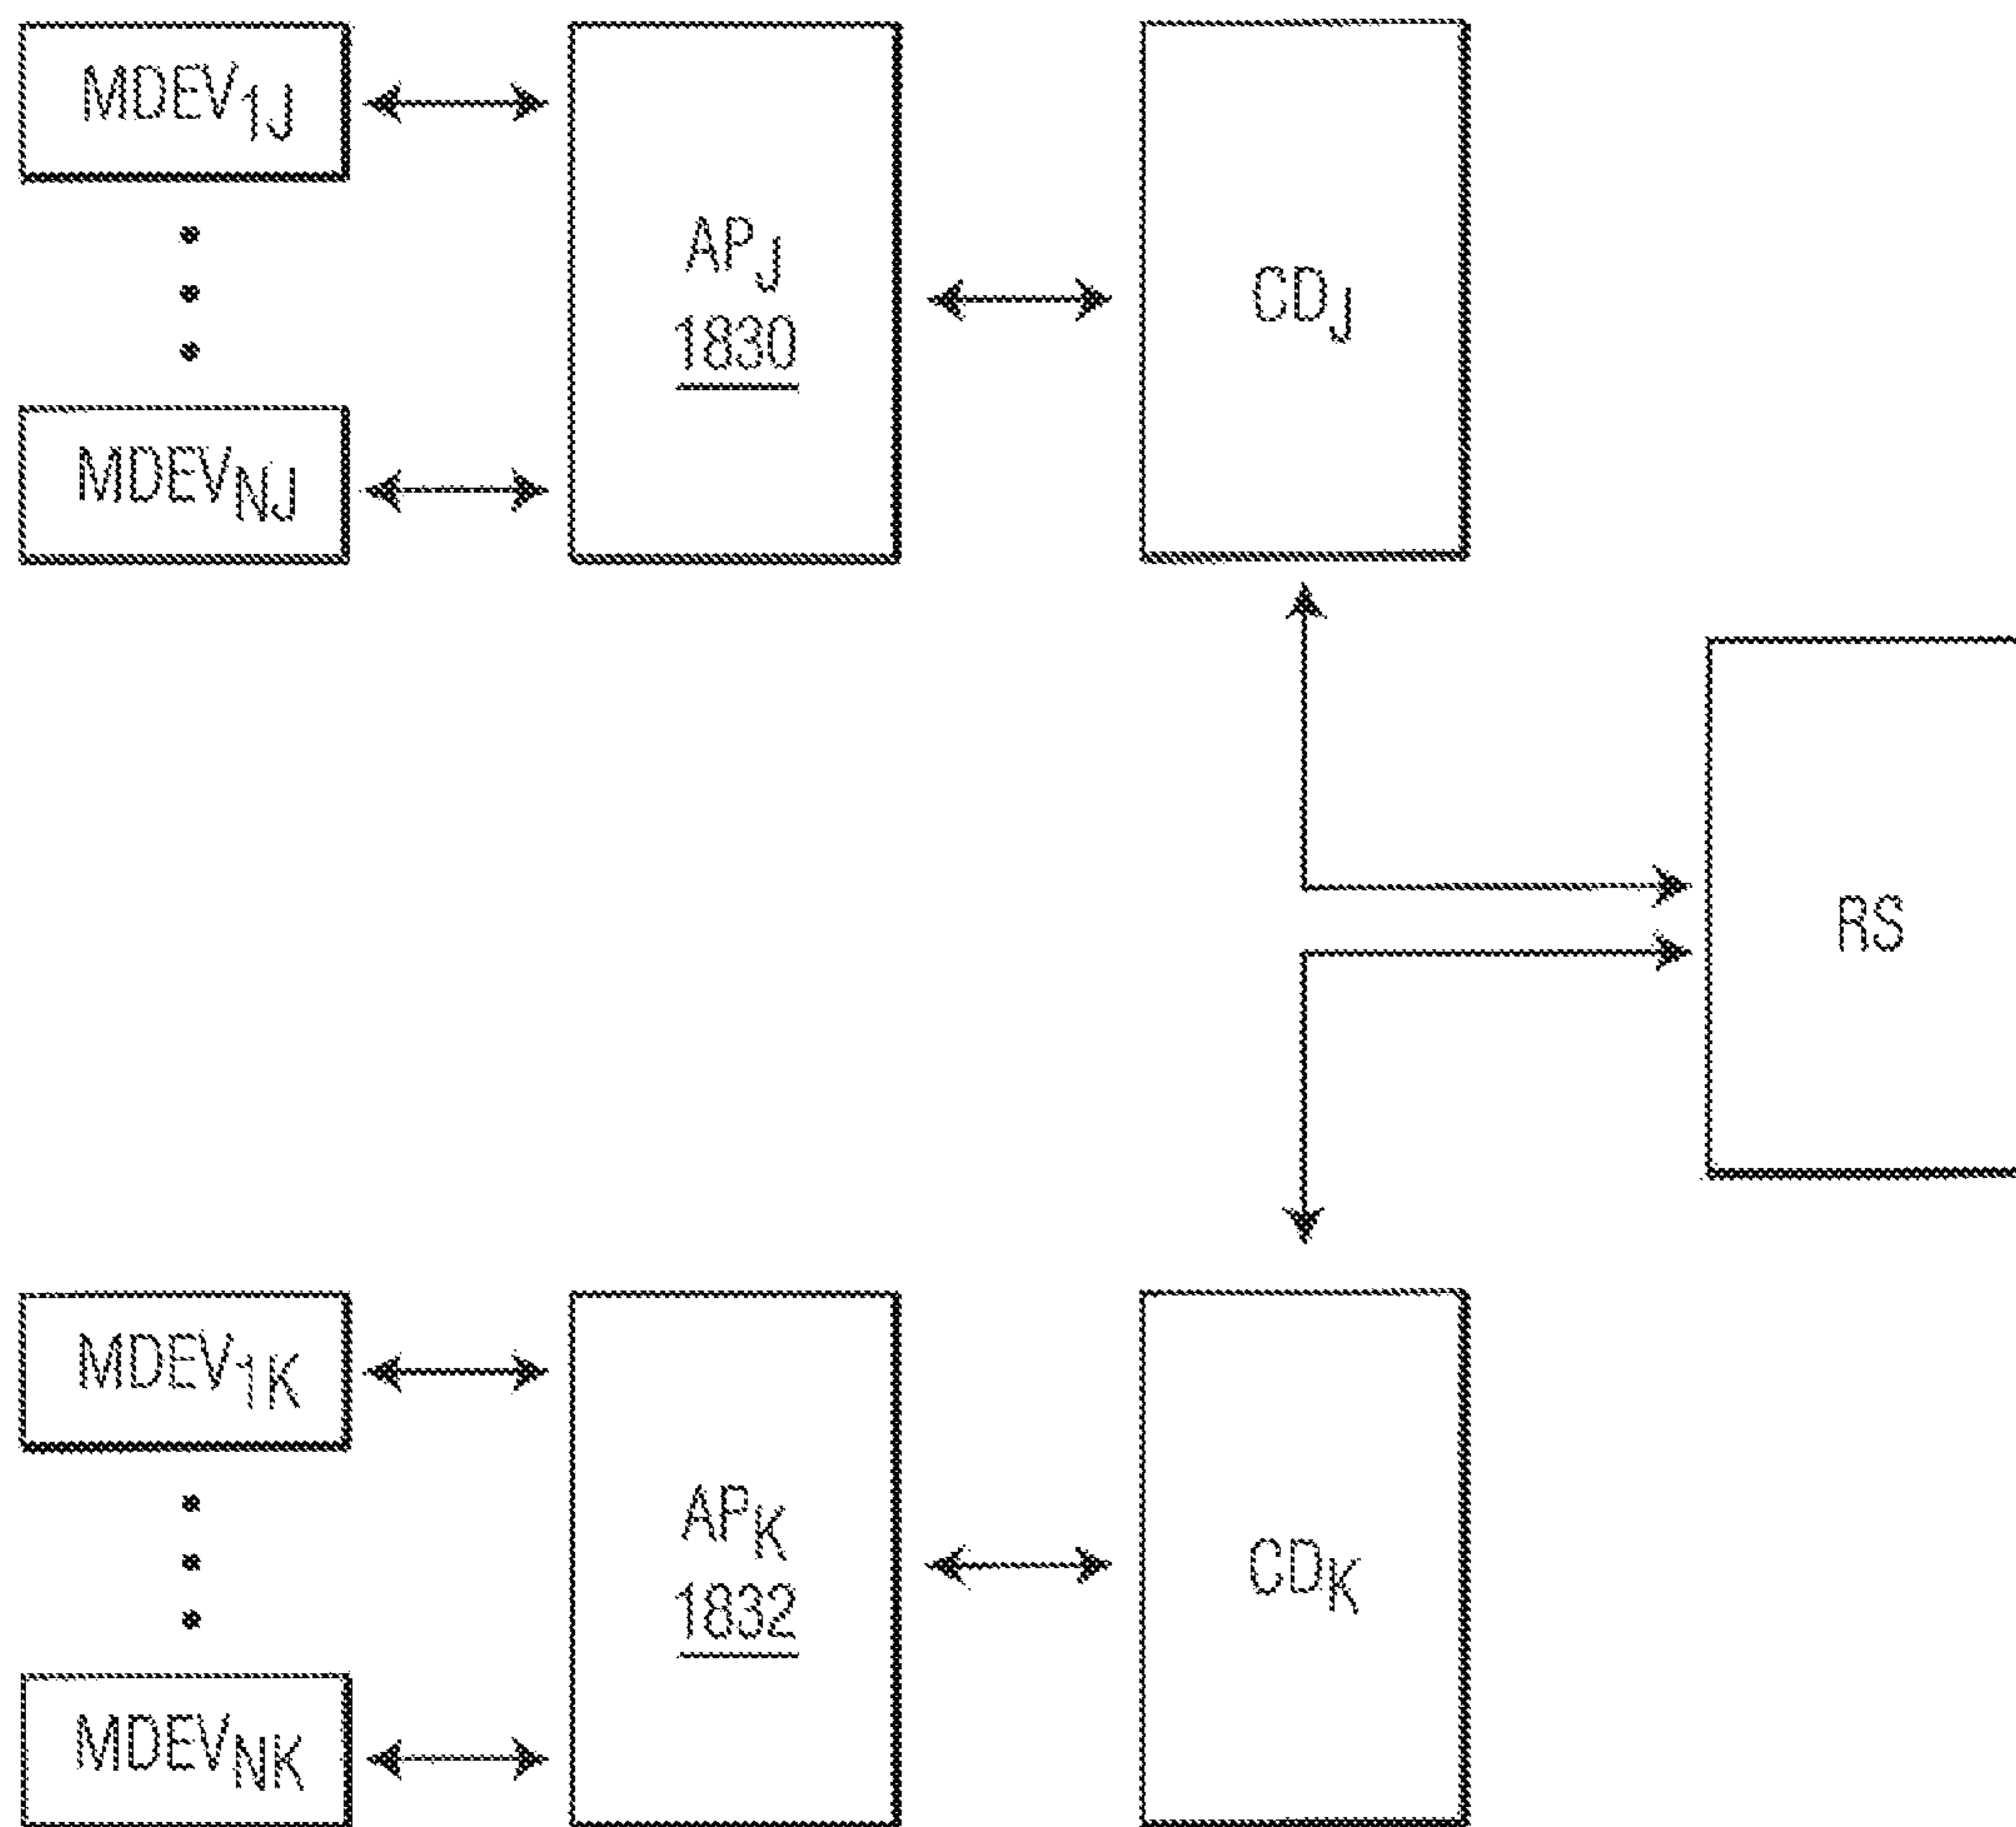 MDEV1J
APJ
1830
CDJ
MDEVNJ
RS
MDEV1K
APK
1832
CDK
MDEVNK